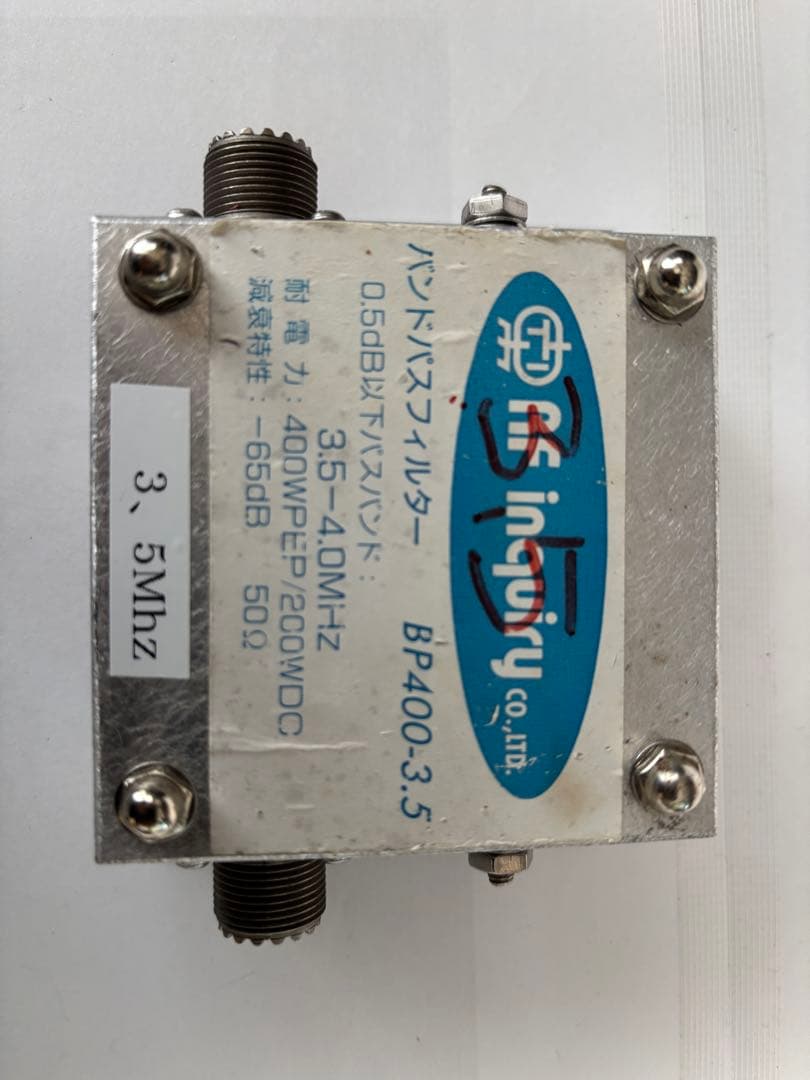 AF inquiry CO.,LTD.
3.5
バンドパスフィルター BP400-3.5
0.5dB以下パスバンド:
3.5-4.0MHz
耐電力:400WPEP/200WDC
減衰特性:-65dB 50Ω
3、5Mhz